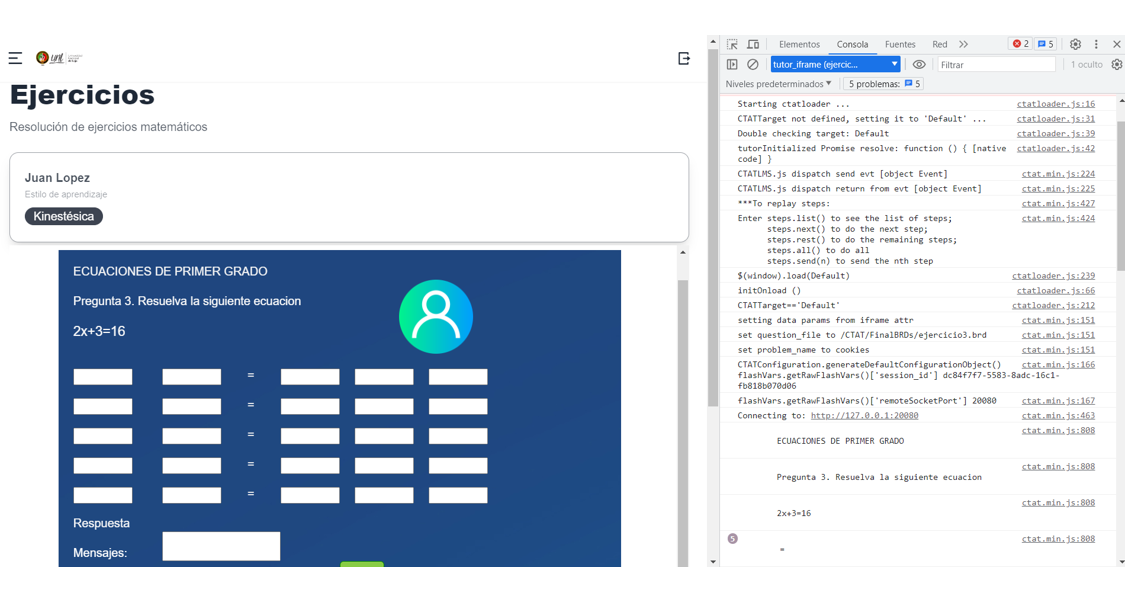 unl
Ejercicios
Resolución de ejercicios matemáticos
Juan Lopez
Estilo de aprendizaje
Kinestésica
ECUACIONES DE PRIMER GRADO
Pregunta 3. Resuelva la siguiente ecuacion
2x+3=16
=
=
=
=
=
Respuesta
Mensajes:
Elementos Consola Fuentes Red 2 5
tutor_iframe (ejercic... Filtrar 1 oculto
Niveles predeterminados 5 problemas: 5
Starting ctatloader ... ctatloader.js:16
CTATTarget not defined, setting it to 'Default' ... ctatloader.js:31
Double checking target: Default ctatloader.js:39
tutorInitialized Promise resolve: function () { [native ctatloader.js:42
code] }
CTATLMS.js dispatch send evt [object Event] ctat.min.js:224
CTATLMS.js dispatch return from evt [object Event] ctat.min.js:225
***To replay steps: ctat.min.js:427
Enter steps.list() to see the list of steps; ctat.min.js:424
steps.next() to do the next step;
steps.rest() to do the remaining steps;
steps.all() to do all
steps.send(n) to send the nth step
$(window).load(Default) ctatloader.js:239
initOnload () ctatloader.js:66
CTATTarget=='Default' ctatloader.js:212
setting data params from iframe attr ctat.min.js:151
set question_file to /CTAT/FinalBRDs/ejercicio3.brd ctat.min.js:151
set problem_name to cookies ctat.min.js:151
CTATConfiguration.generateDefaultConfigurationObject() ctat.min.js:166
flashVars.getRawFlashVars()['session_id'] dc84f7f7-5583-8adc-16c1-
fb818b070d06
flashVars.getRawFlashVars()['remoteSocketPort'] 20080 ctat.min.js:167
Connecting to: http://127.0.0.1:20080 ctat.min.js:463
ctat.min.js:808
ECUACIONES DE PRIMER GRADO
ctat.min.js:808
Pregunta 3. Resuelva la siguiente ecuacion
ctat.min.js:808
2x+3=16
5 ctat.min.js:808
=